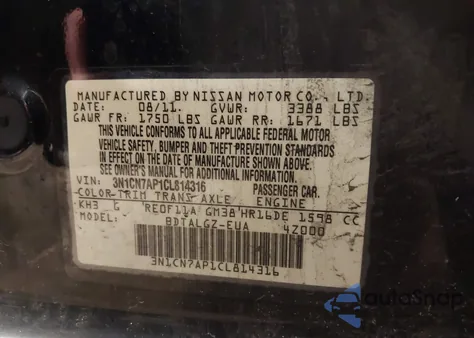 MANUFACTURED BY NISSAN MOTOR CO., LTD.
DATE: 08/11. GVWR: 3388 LBS
GAWR FR: 1750 LBS GAWR RR: 1671 LBS
THIS VEHICLE CONFORMS TO ALL APPLICABLE FEDERAL MOTOR
VEHICLE SAFETY, BUMPER AND THEFT PREVENTION STANDARDS
IN EFFECT ON THE DATE OF MANUFACTURE SHOWN ABOVE.
SEE OWNERS MANUAL FOR ADDITIONAL INFORMATION.
VIN: 3N1CN7AP1CL814316 PASSENGER CAR.
COLOR TRIM TRANS AXLE ENGINE
KH3 G RE0F11A GM38 HR16DE 1598 CC
MODEL: BDTALGZ-EUA 4Z000
3N1CN7AP1CL814316
autoSnap